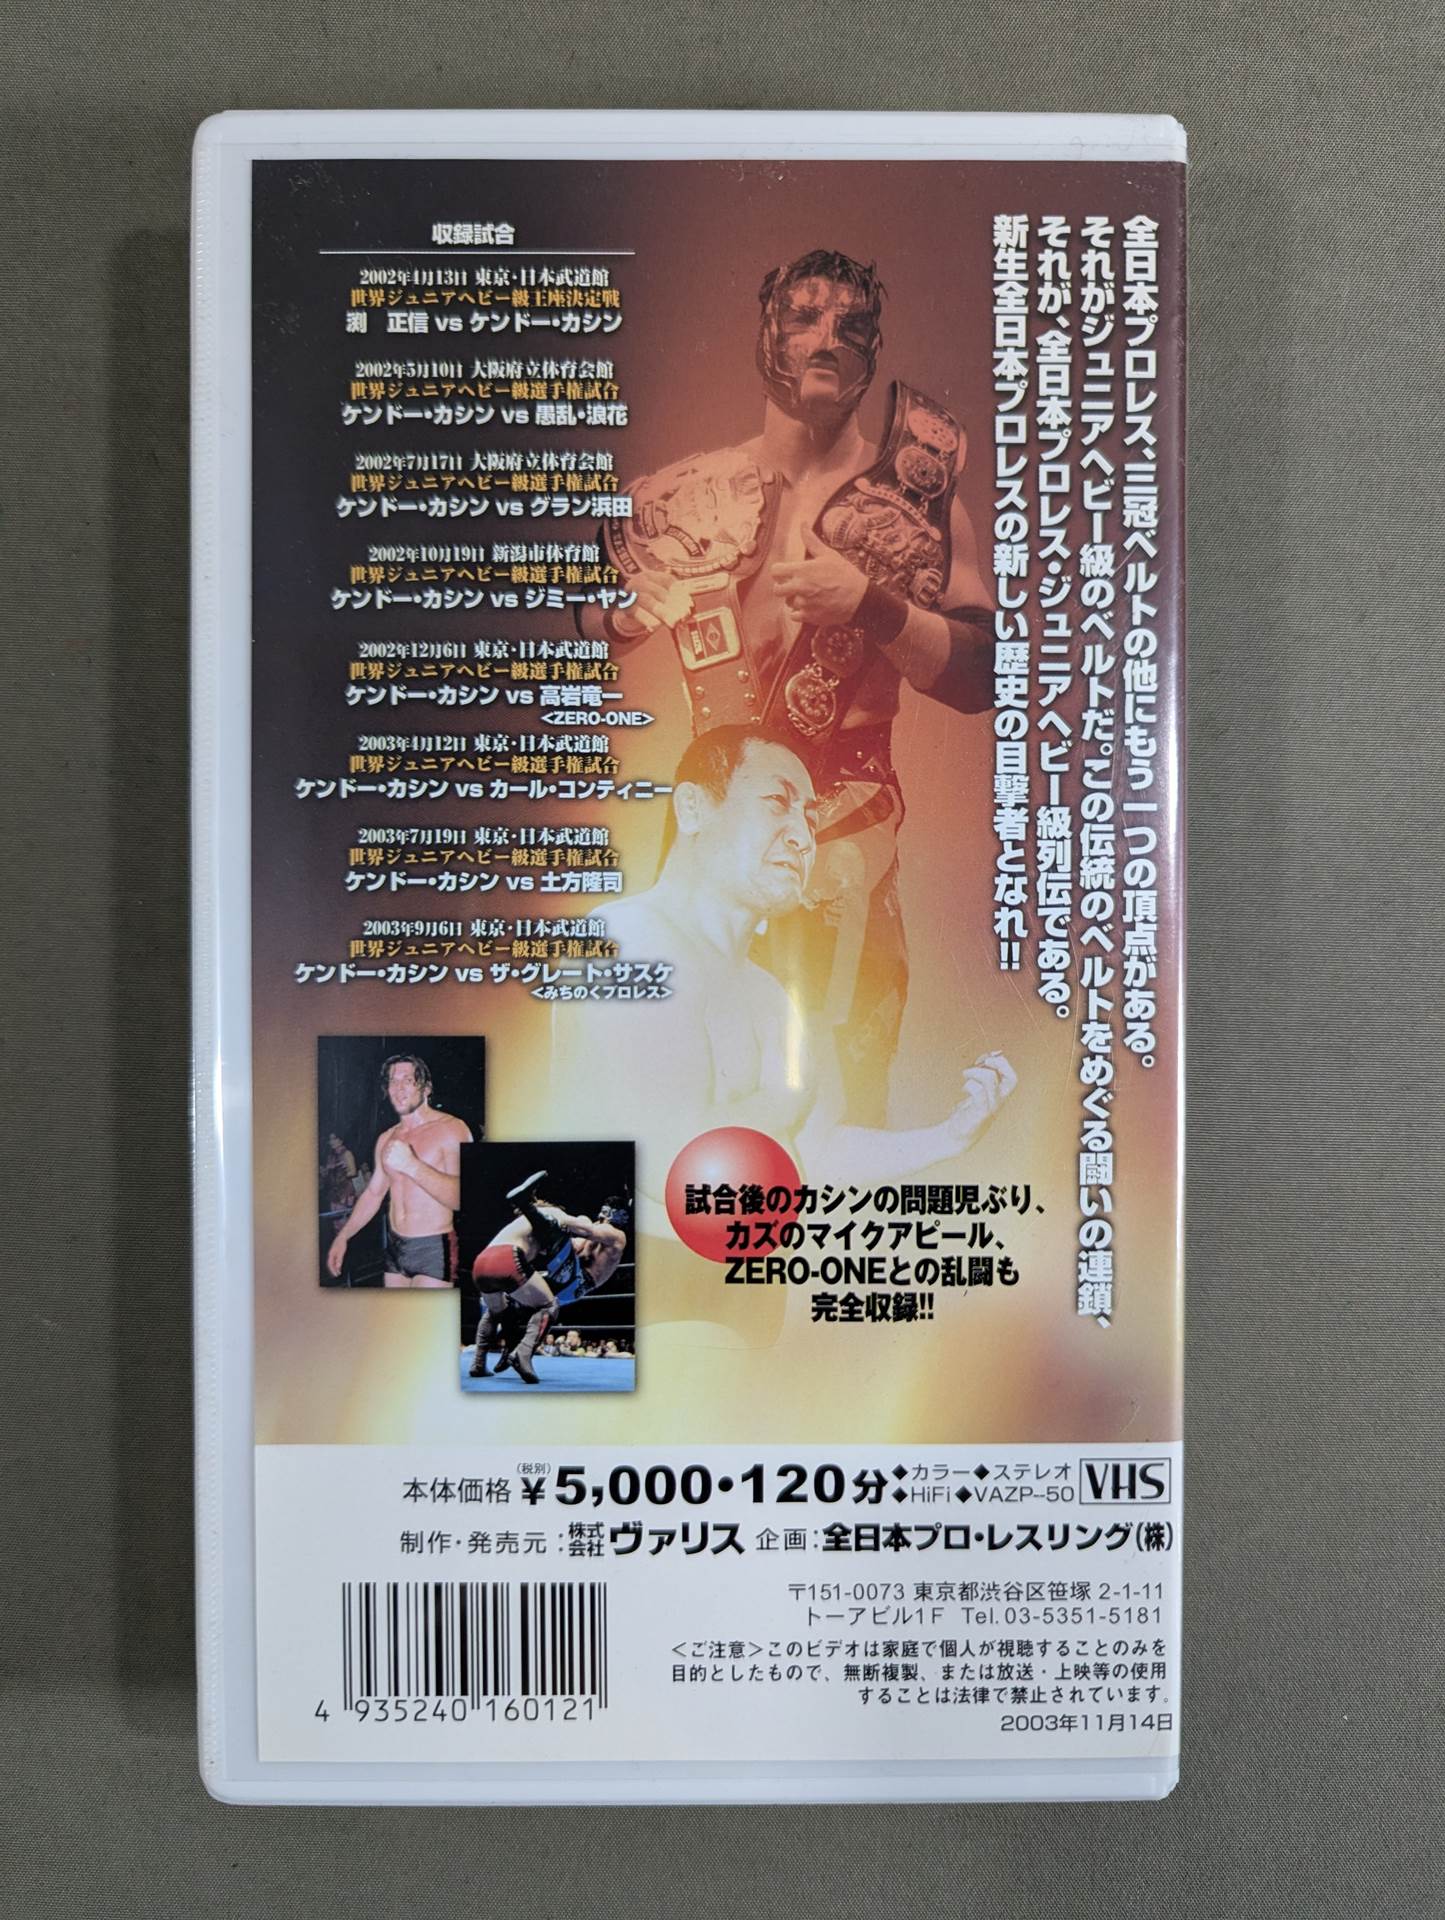 全日本プロレス、三冠ベルトの他にもう一つの頂点がある。
それがジュニアヘビー級のベルトだ。この伝統のベルトをめぐる闘いの連鎖、
それが、全日本プロレス・ジュニアヘビー級列伝である。
新生全日本プロレスの新しい歴史の目撃者となれ!!
収録試合
2002年4月13日 東京・日本武道館
世界ジュニアヘビー級王座決定戦
渕 正信 vs ケンドー・カシン
2002年5月10日 大阪府立体育会館
世界ジュニアヘビー級選手権試合
ケンドー・カシン vs 愚乱・浪花
2002年7月17日 大阪府立体育会館
世界ジュニアヘビー級選手権試合
ケンドー・カシン vs グラン浜田
2002年10月19日 新潟市体育館
世界ジュニアヘビー級選手権試合
ケンドー・カシン vs ジミー・ヤン
2002年12月6日 東京・日本武道館
世界ジュニアヘビー級選手権試合
ケンドー・カシン vs 高岩竜一
<ZERO-ONE>
2003年4月12日 東京・日本武道館
世界ジュニアヘビー級選手権試合
ケンドー・カシン vs カール・コンティニー
2003年7月19日 東京・日本武道館
世界ジュニアヘビー級選手権試合
ケンドー・カシン vs 土方隆司
2003年9月6日 東京・日本武道館
世界ジュニアヘビー級選手権試合
ケンドー・カシン vs ザ・グレート・サスケ
<みちのくプロレス>
試合後のカシンの問題児ぶり、
カズのマイクアピール、
ZERO-ONEとの乱闘も
完全収録!!
本体価格 (税別) ¥5,000・120分 ◆カラー◆ステレオ
◆HiFi◆VAZP--50 VHS
制作・発売元:株式会社ヴァリス 企画:全日本プロ・レスリング(株)
〒151-0073 東京都渋谷区笹塚 2-1-11
トーアビル1F Tel.03-5351-5181
<ご注意>このビデオは家庭で個人が視聴することのみを
目的としたもので、無断複製、または放送・上映等の使用
することは法律で禁止されています。
2003年11月14日
4 935240 160121